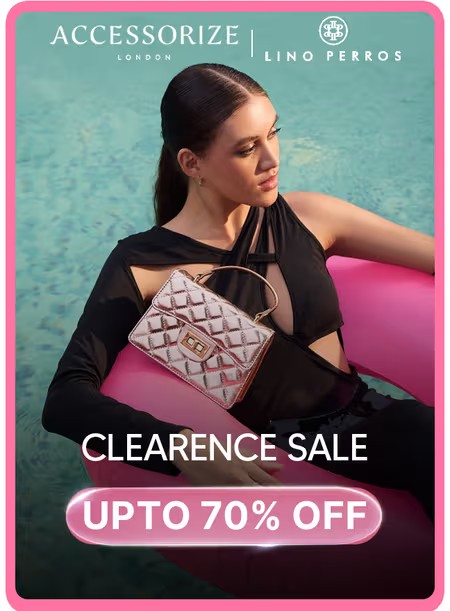 ACCESSORIZE
LONDON
LINO PERROS
CLEARENCE SALE
UPTO 70% OFF